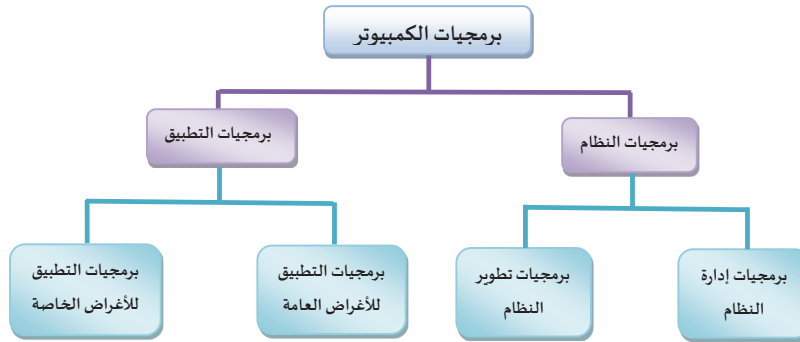 برمجيات الكمبيوتر
برمجيات النظام
برمجيات التطبيق
برمجيات إدارة
النظام
برمجيات تطوير
النظام
برمجيات التطبيق
للأغراض العامة
برمجيات التطبيق
للأغراض الخاصة